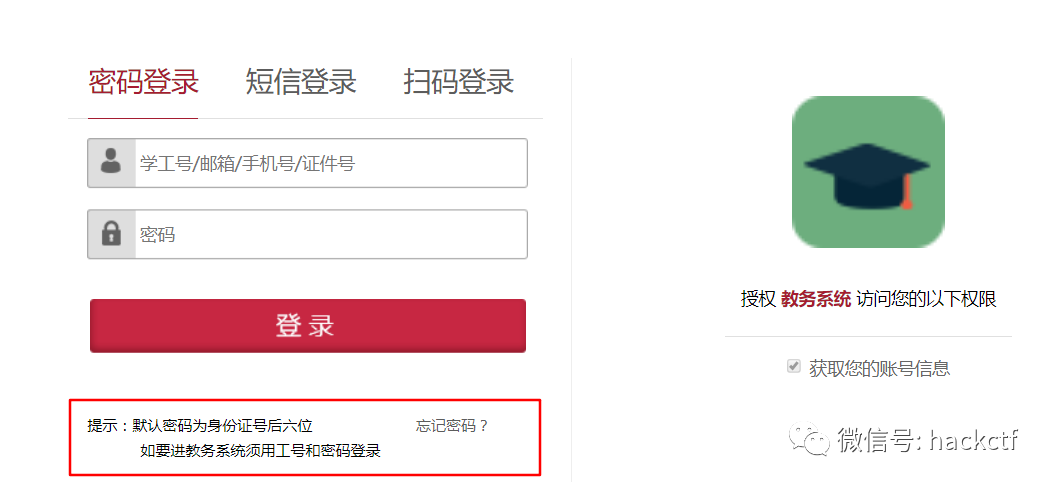 密码登录
短信登录
扫码登录
学工号/邮箱/手机号/证件号
密码
登 录
提示：默认密码为身份证号后六位
忘记密码？
如要进教务系统须用工号和密码登录
授权 教务系统 访问您的以下权限
获取您的账号信息
微信号: hackctf